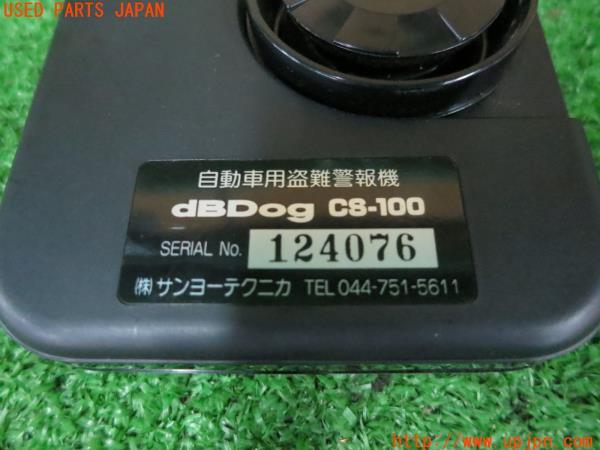 USED PARTS JAPAN
自動車用盗難警報機
dBDog CS-100
SERIAL No. 124076
㈱サンヨーテクニカ TEL 044-751-5611
http://www.upjpn.com/